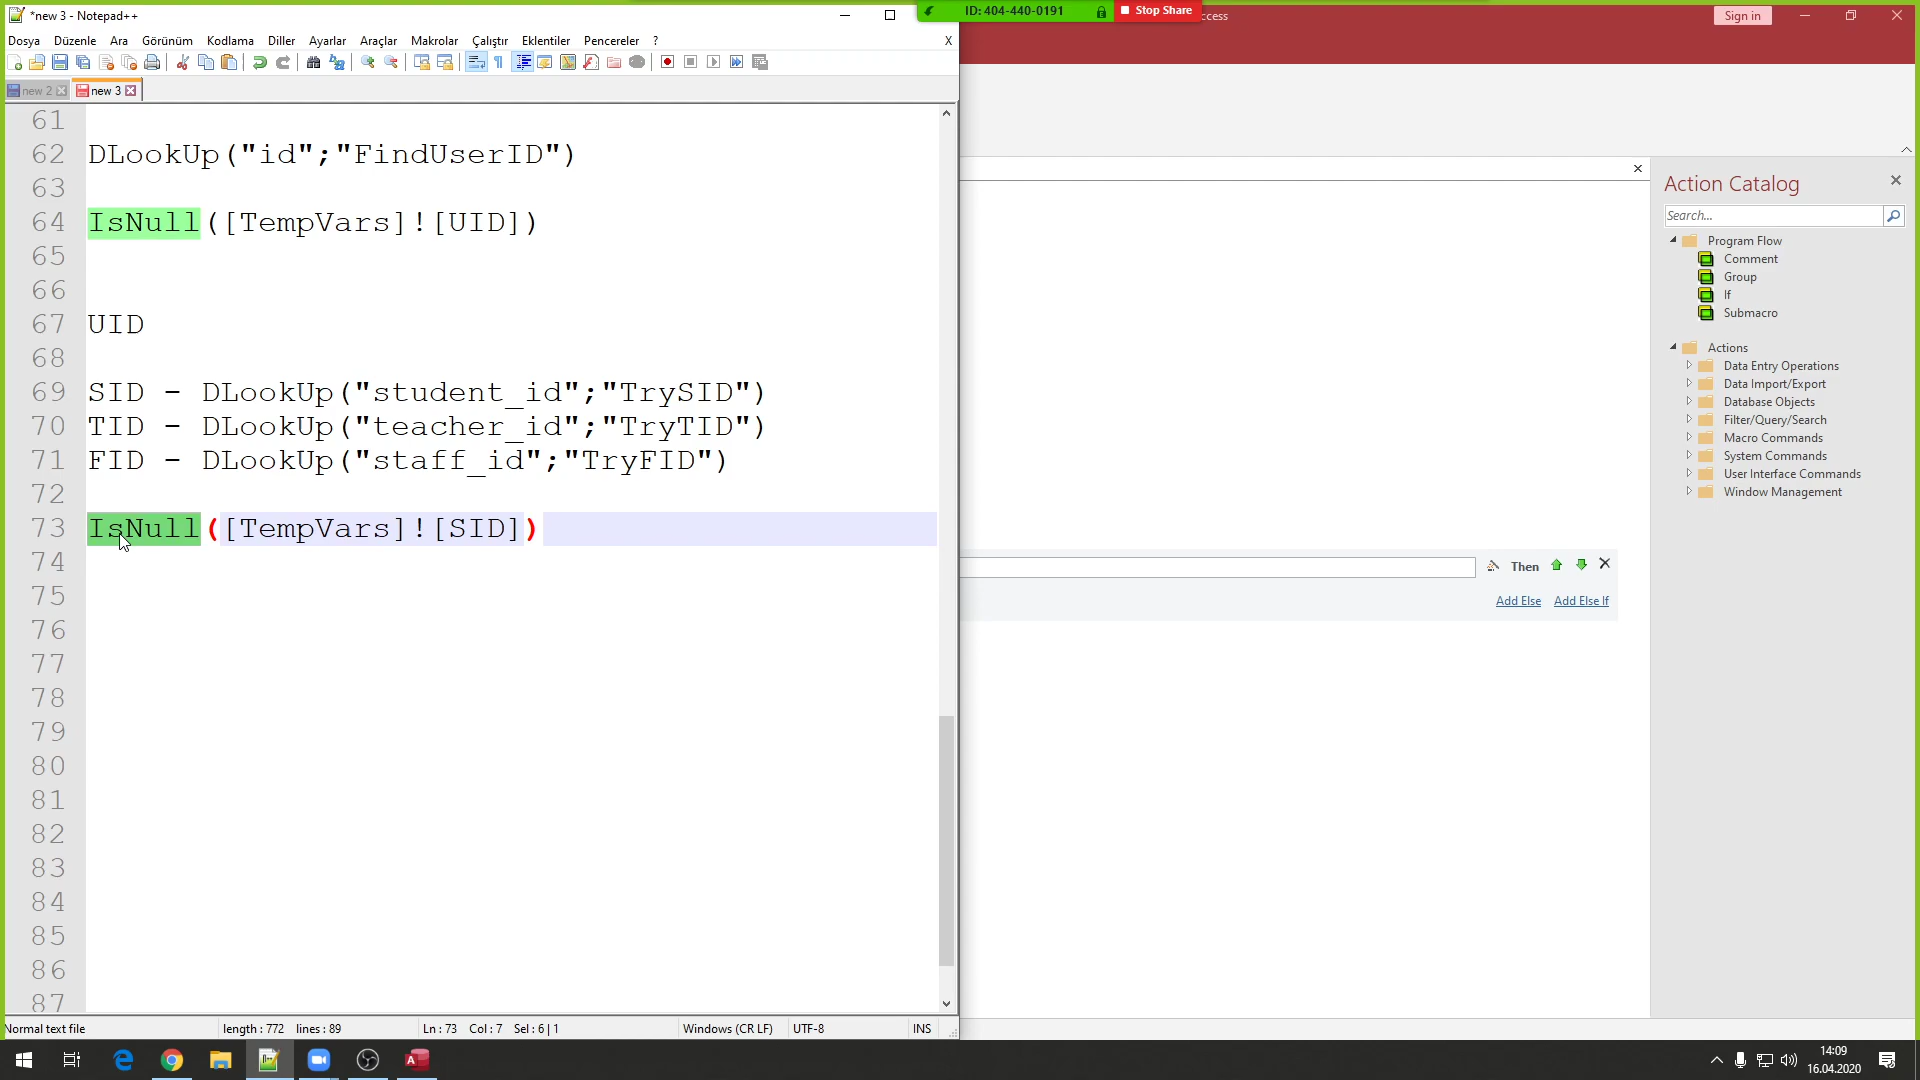 *new 3 - Notepad++
ID: 404-440-0191
Stop Share
ccess
Sign in
Dosya Düzenle Ara Görünüm Kodlama Diller Ayarlar Araçlar Makrolar Çalıştır Eklentiler Pencereler ?
X
new 2
new 3
61
62 DLookUp("id";"FindUserID")
63
64 IsNull([TempVars]![UID])
65
66
67 UID
68
69 SID - DLookUp("student_id";"TrySID")
70 TID - DLookUp("teacher_id";"TryTID")
71 FID - DLookUp("staff_id";"TryFID")
72
73 IsNull([TempVars]![SID])
74
75
76
77
78
79
80
81
82
83
84
85
86
87
Then
Add Else Add Else If
Action Catalog
Search...
Program Flow
Comment
Group
If
Submacro
Actions
Data Entry Operations
Data Import/Export
Database Objects
Filter/Query/Search
Macro Commands
System Commands
User Interface Commands
Window Management
Normal text file
length : 772 lines : 89
Ln : 73 Col : 7 Sel : 6 | 1
Windows (CR LF)
UTF-8
INS
14:09
16.04.2020